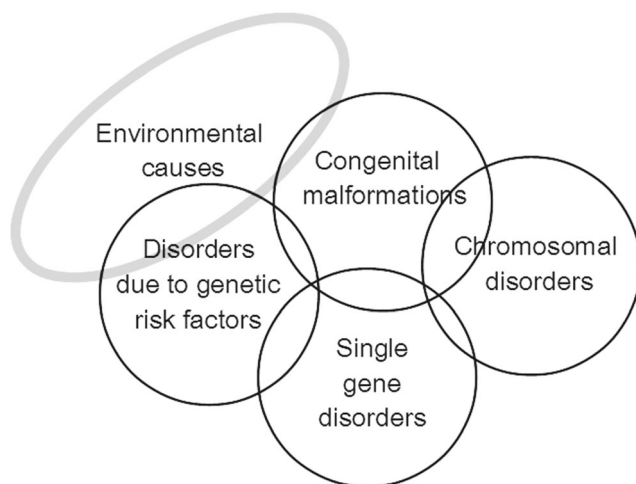 Environmental
causes
Congenital
malformations
Chromosomal
disorders
Disorders
due to genetic
risk factors
Single
gene
disorders